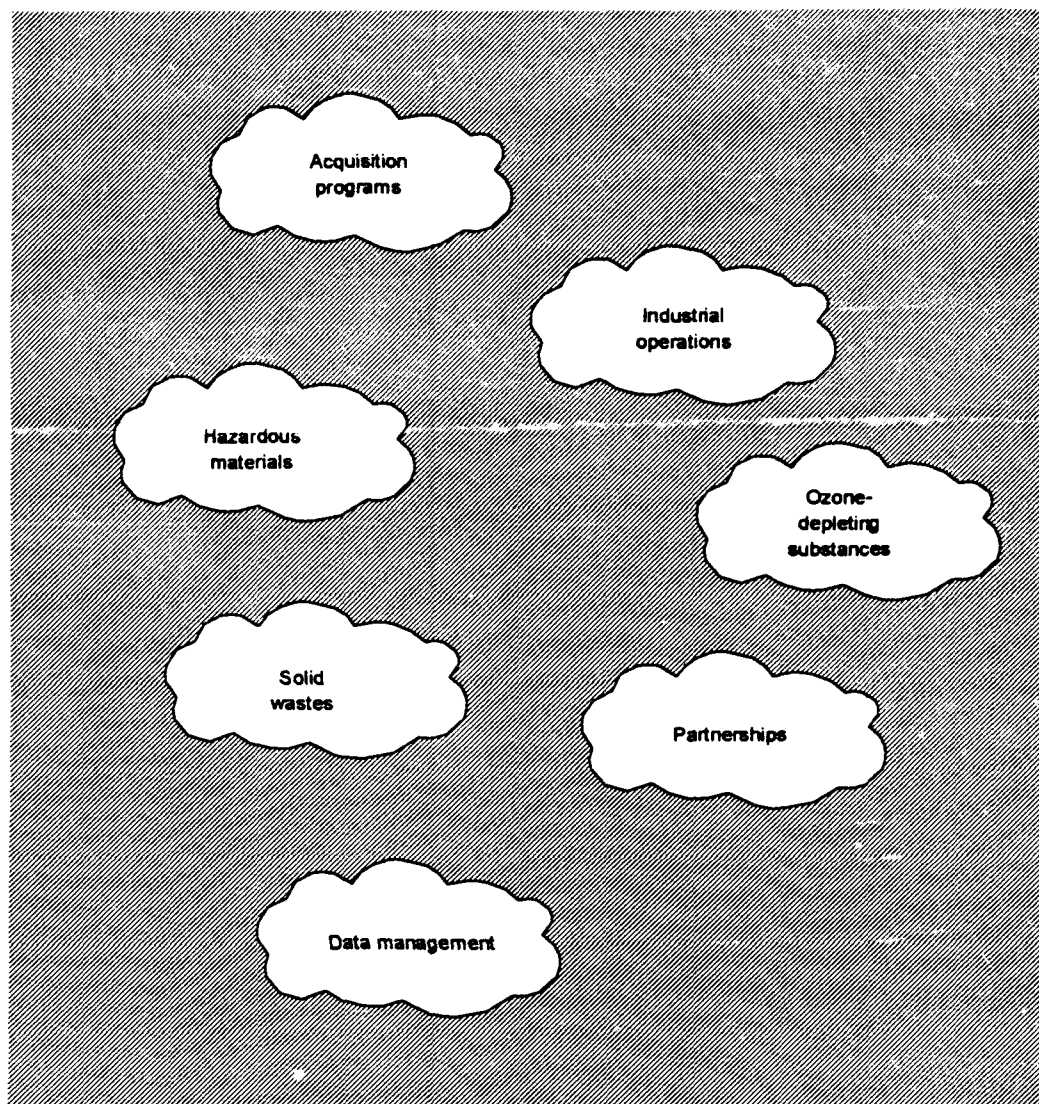 Acquisition
programs
Industrial
operations
Hazardous
materials
Ozone-
depleting
substances
Solid
wastes
Partnerships
Data management